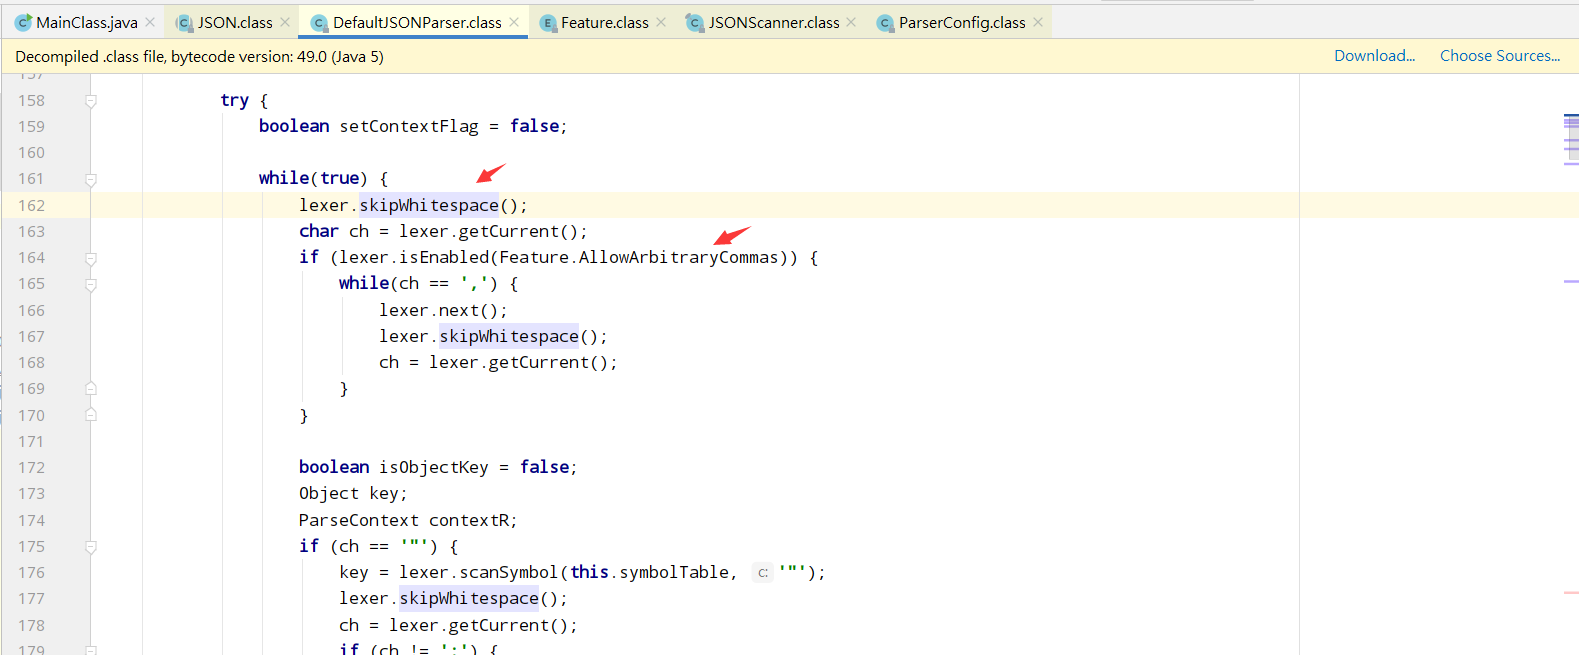 MainClass.java JSON.class DefaultJSONParser.class Feature.class JSONScanner.class ParserConfig.class
Decompiled .class file, bytecode version: 49.0 (Java 5) Download... Choose Sources...
157
158 try {
159 boolean setContextFlag = false;
160
161 while(true) {
162 lexer.skipWhitespace();
163 char ch = lexer.getCurrent();
164 if (lexer.isEnabled(Feature.AllowArbitraryCommas)) {
165 while(ch == ',') {
166 lexer.next();
167 lexer.skipWhitespace();
168 ch = lexer.getCurrent();
169 }
170 }
171
172 boolean isObjectKey = false;
173 Object key;
174 ParseContext contextR;
175 if (ch == '"') {
176 key = lexer.scanSymbol(this.symbolTable, c: '"');
177 lexer.skipWhitespace();
178 ch = lexer.getCurrent();
179 if (ch != ':') {